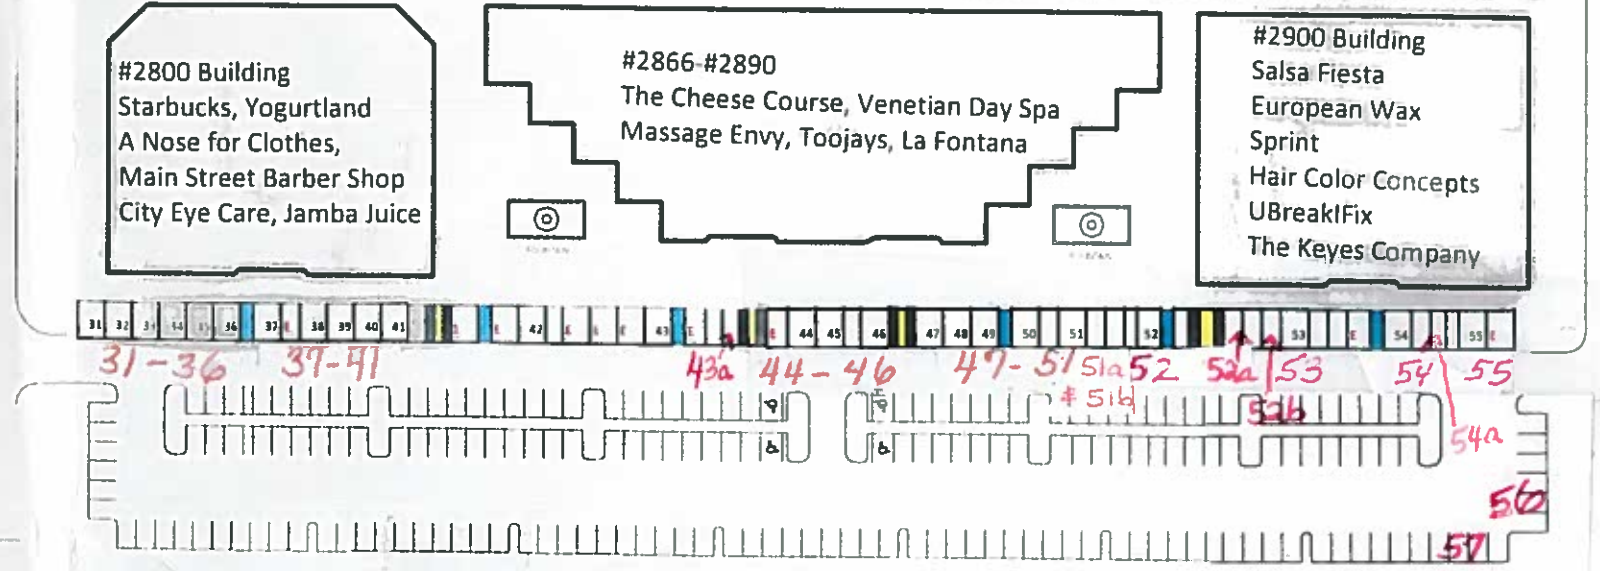 #2800 Building
Starbucks, Yogurtland
A Nose for Clothes,
Main Street Barber Shop
City Eye Care, Jamba Juice
#2866-#2890
The Cheese Course, Venetian Day Spa
Massage Envy, Toojays, La Fontana
#2900 Building
Salsa Fiesta
European Wax
Sprint
Hair Color Concepts
UBreakIFix
The Keyes Company
31 32 33 34 35 36 37 E 38 39 40 41 E 42 E E E 43 E E 44 45 46 47 48 49 50 51 52 53 E 54 55 E
31-36 37-41 43a 44-46 47-51 51a 52 52a 53 54 55
51b 52b
54a
56
57